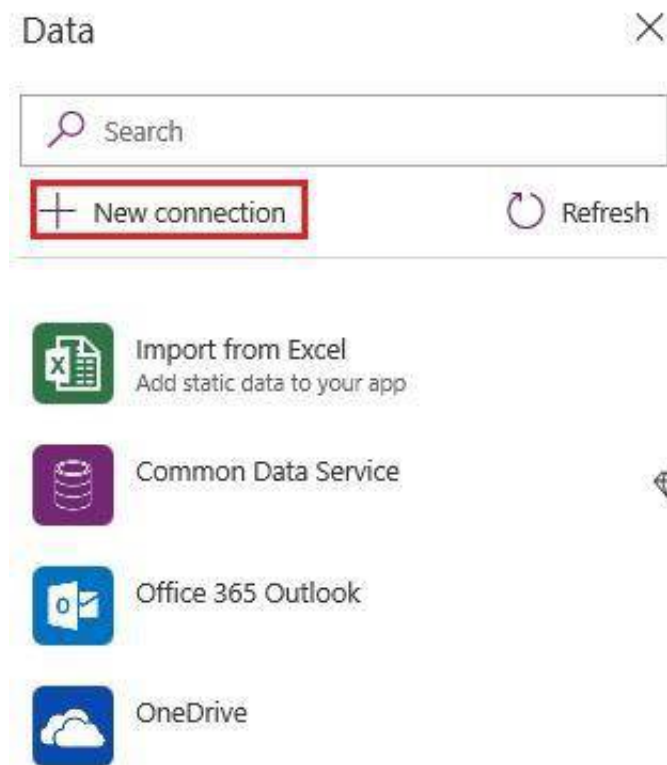 Data
Search
New connection
Refresh
Import from Excel
Add static data to your app
Common Data Service
Office 365 Outlook
OneDrive